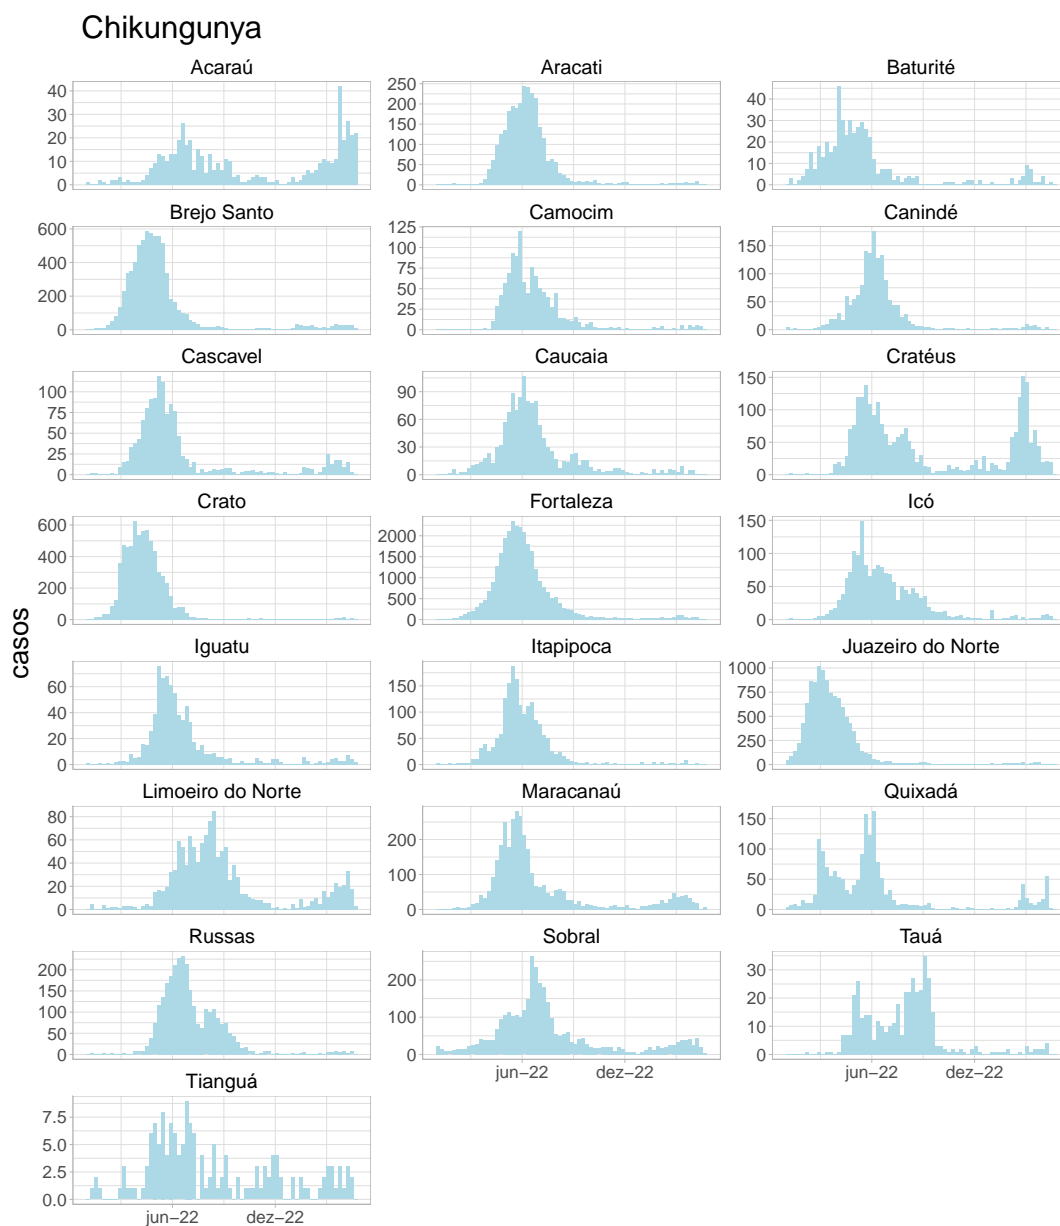 Chikungunya
Acaraú Aracati Baturité
40 30 20 10 0
250 200 150 100 50 0
40 30 20 10 0
Brejo Santo Camocim Canindé
600 400 200 0
125 100 75 50 25 0
150 100 50 0
Cascavel Caucaia Cratéus
100 75 50 25 0
90 60 30 0
150 100 50 0
Crato Fortaleza Icó
600 400 200 0
2000 1500 1000 500 0
150 100 50 0
casos
Iguatu Itapipoca Juazeiro do Norte
60 40 20 0
150 100 50 0
1000 750 500 250 0
Limoeiro do Norte Maracanaú Quixadá
80 60 40 20 0
200 100 0
150 100 50 0
Russas Sobral Tauá
200 150 100 50 0
200 100 0
30 20 10 0
jun−22 dez−22 jun−22 dez−22
Tianguá
7.5 5.0 2.5 0.0
jun−22 dez−22